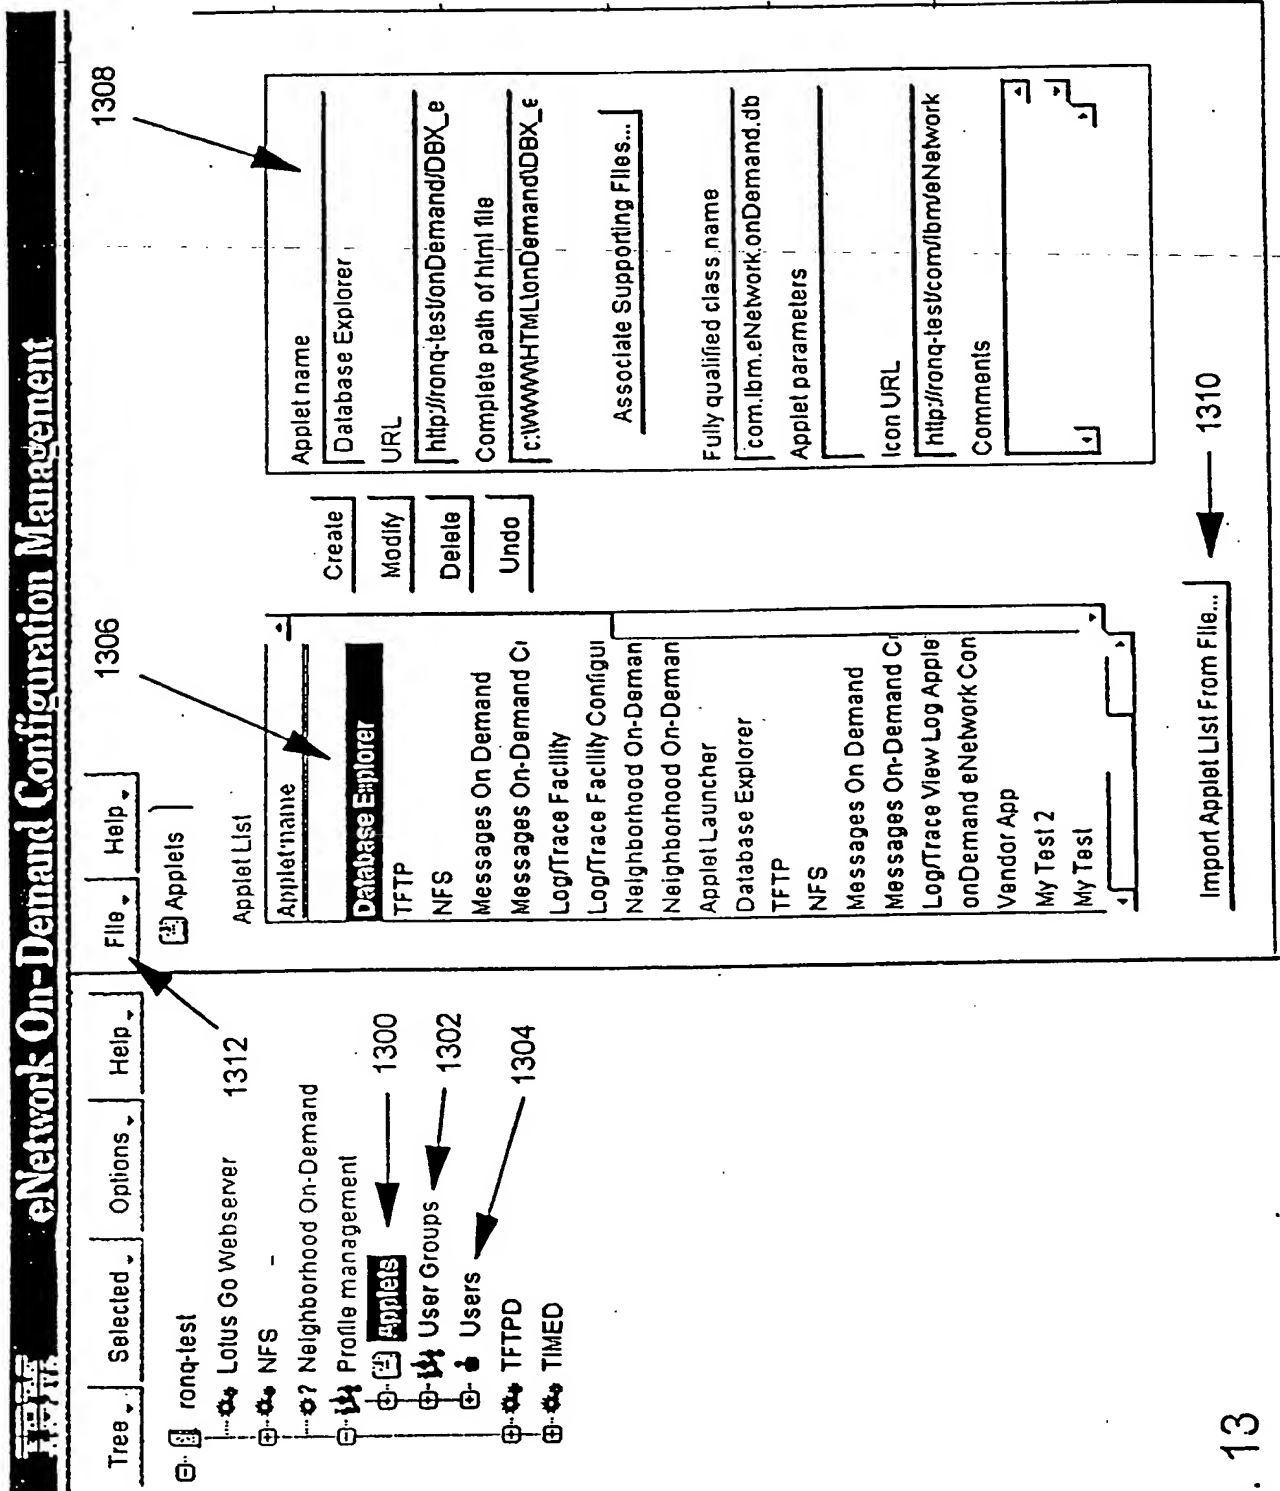 IBM
eNetwork On-Demand Configuration Management
Tree Selected Options Help
ronq-test
Lotus Go Webserver
NFS
? Neighborhood On-Demand
Profile management
Applets
User Groups
Users
TFTPD
TIMED
1312
1300
1302
1304
File Help
Applets
1306
1308
Applet List
Applet name
Database Explorer
TFTP
NFS
Messages On Demand
Messages On-Demand C
Log/Trace Facility
Log/Trace Facility Configu
Neighborhood On-Deman
Neighborhood On-Deman
Applet Launcher
Database Explorer
TFTP
NFS
Messages On Demand
Messages On-Demand C
Log/Trace View Log Apple
onDemand eNetwork Con
Vendor App
My Test 2
My Test
Create
Modify
Delete
Undo
Applet name
Database Explorer
URL
http://ronq-test/onDemand/DBX_e
Complete path of html file
c:\WWW\HTML\onDemand\DBX_e
Associate Supporting Files...
Fully qualified class name
com.ibm.eNetwork.onDemand.db
Applet parameters
Icon URL
http://ronq-test/com/ibm/eNetwork
Comments
Import Applet List From File...
1310
13